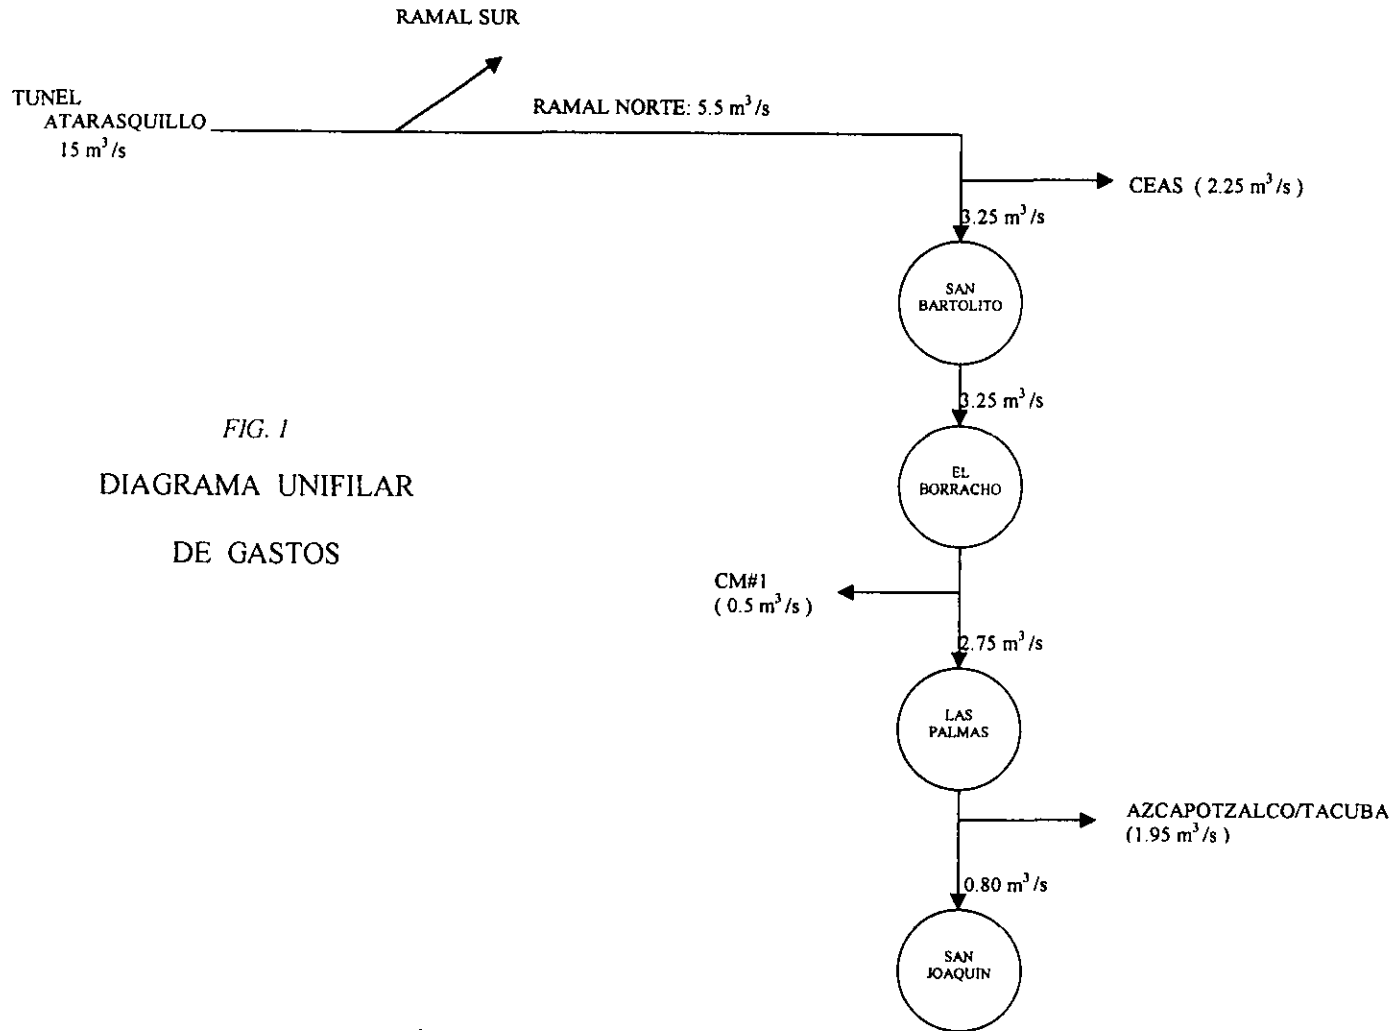 RAMAL SUR
TUNEL
ATARASQUILLO
15 m³/s
RAMAL NORTE: 5.5 m³/s
CEAS ( 2.25 m³/s )
3.25 m³/s
SAN
BARTOLITO
3.25 m³/s
EL
BORRACHO
FIG. 1
DIAGRAMA UNIFILAR
DE GASTOS
CM#1
( 0.5 m³/s )
2.75 m³/s
LAS
PALMAS
AZCAPOTZALCO/TACUBA
(1.95 m³/s )
0.80 m³/s
SAN
JOAQUIN